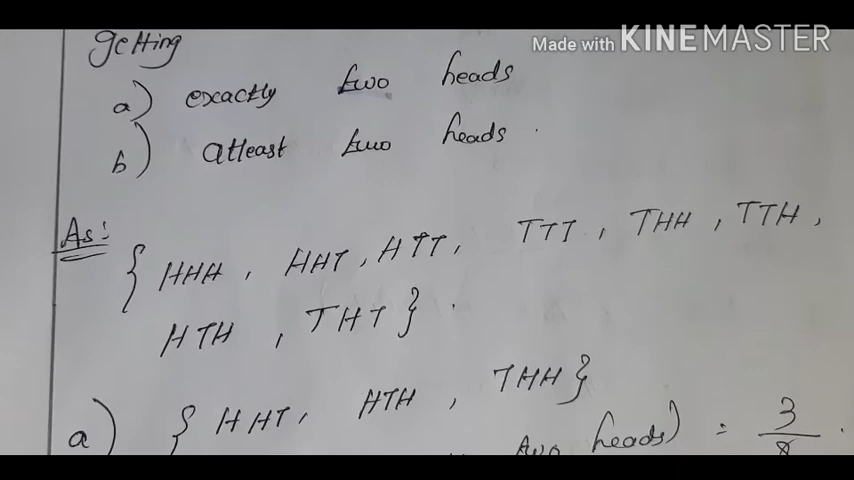 getting
Made with KINEMASTER
a) exactly two heads
b) atleast two heads.
As:
{ HHH, HHT, HTT, TTT, THH, TTH,
HTH, THT }.
a) { HHT, HTH, THH }
two heads) = 3/8.